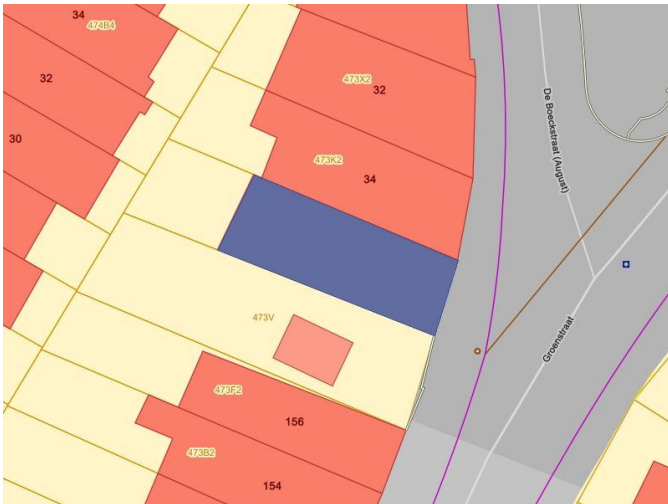 34
474B4
32
30
473X2
32
473K2
34
De Boeckstraat (August)
Groenstraat
473V
473F2
156
473B2
154